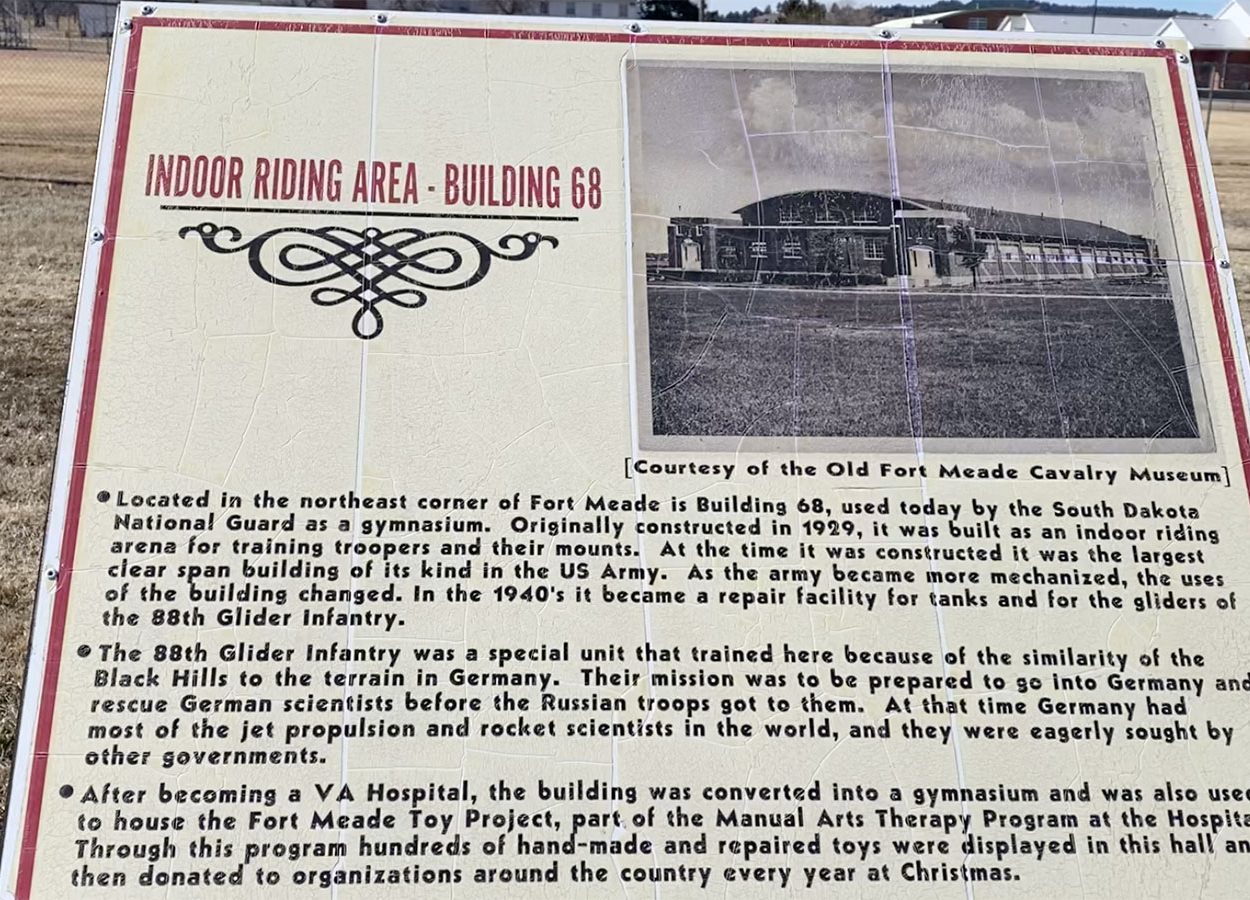 INDOOR RIDING AREA - BUILDING 68
[Courtesy of the Old Fort Meade Cavalry Museum]
Located in the northeast corner of Fort Meade is Building 68, used today by the South Dakota
National Guard as a gymnasium. Originally constructed in 1929, it was built as an indoor riding
arena for training troopers and their mounts. At the time it was constructed it was the largest
clear span building of its kind in the US Army. As the army became more mechanized, the uses
of the building changed. In the 1940's it became a repair facility for tanks and for the gliders of
the 88th Glider Infantry.
The 88th Glider Infantry was a special unit that trained here because of the similarity of the
Black Hills to the terrain in Germany. Their mission was to be prepared to go into Germany and
rescue German scientists before the Russian troops got to them. At that time Germany had
most of the jet propulsion and rocket scientists in the world, and they were eagerly sought by
other governments.
After becoming a VA Hospital, the building was converted into a gymnasium and was also used
to house the Fort Meade Toy Project, part of the Manual Arts Therapy Program at the Hospita
Through this program hundreds of hand-made and repaired toys were displayed in this hall an
then donated to organizations around the country every year at Christmas.